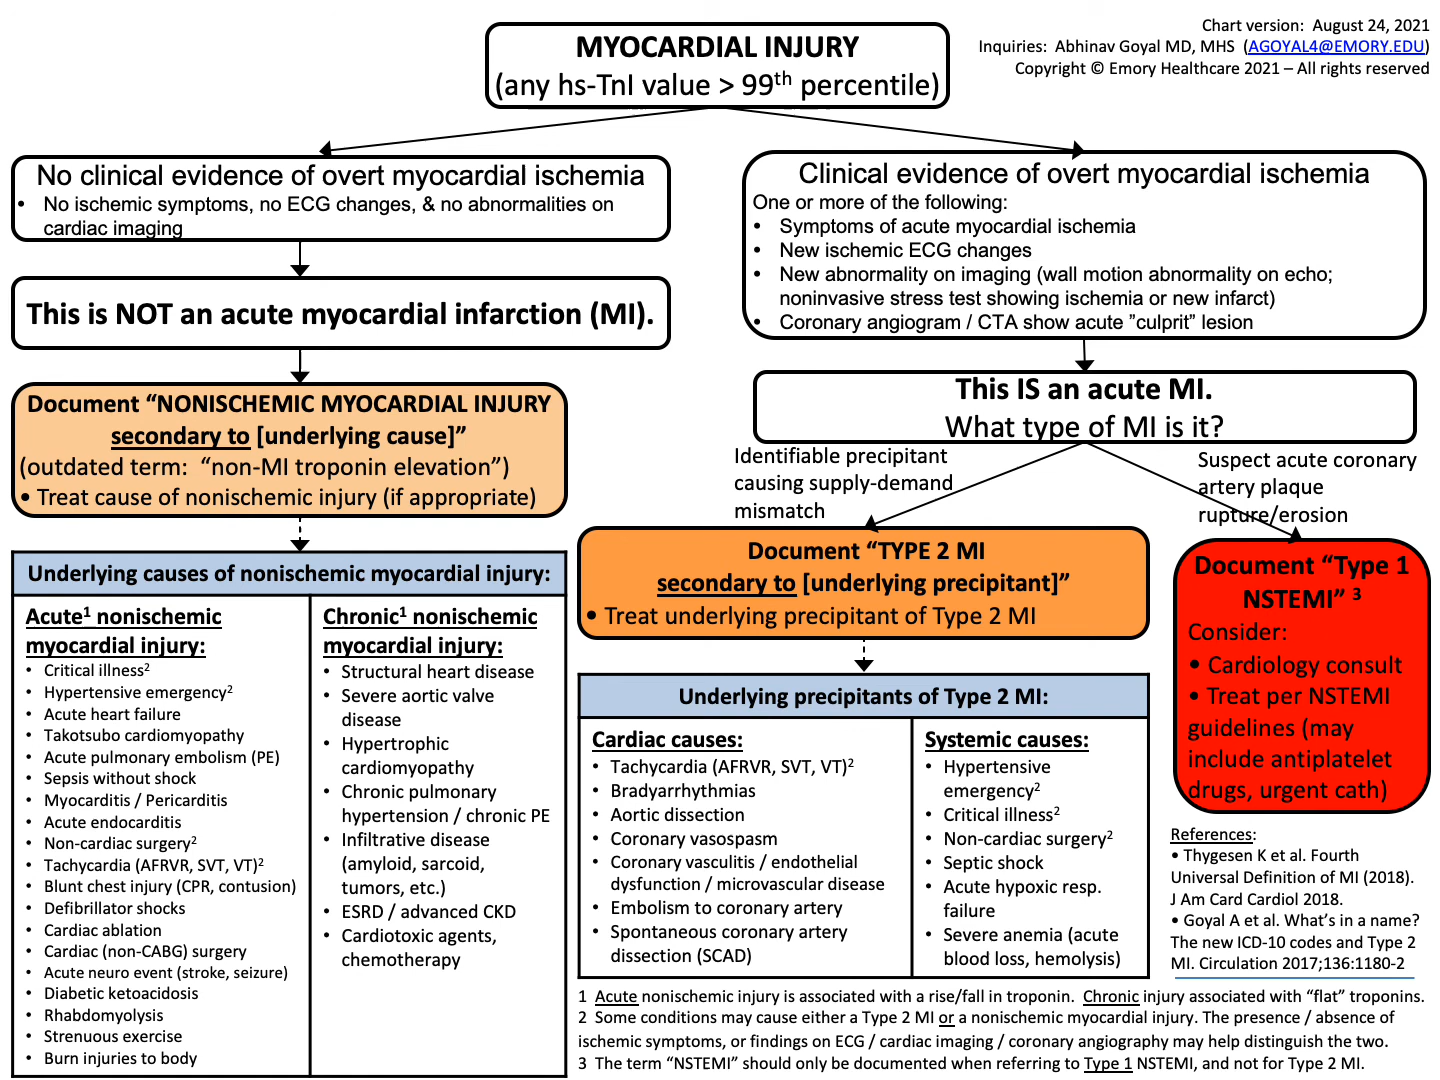 Chart version:  August 24, 2021
Inquiries:  Abhinav Goyal MD, MHS  (AGOYAL4@EMORY.EDU)
Copyright © Emory Healthcare 2021 – All rights reserved
MYOCARDIAL INJURY
(any hs-TnI value > 99th percentile)
No clinical evidence of overt myocardial ischemia
• No ischemic symptoms, no ECG changes, & no abnormalities on
cardiac imaging
This is NOT an acute myocardial infarction (MI).
Document “NONISCHEMIC MYOCARDIAL INJURY
secondary to [underlying cause]”
(outdated term:  “non-MI troponin elevation”)
• Treat cause of nonischemic injury (if appropriate)
Underlying causes of nonischemic myocardial injury:
Acute1 nonischemic
myocardial injury:
• Critical illness2
• Hypertensive emergency2
• Acute heart failure
• Takotsubo cardiomyopathy
• Acute pulmonary embolism (PE)
• Sepsis without shock
• Myocarditis / Pericarditis
• Acute endocarditis
• Non-cardiac surgery2
• Tachycardia (AFRVR, SVT, VT)2
• Blunt chest injury (CPR, contusion)
• Defibrillator shocks
• Cardiac ablation
• Cardiac (non-CABG) surgery
• Acute neuro event (stroke, seizure)
• Diabetic ketoacidosis
• Rhabdomyolysis
• Strenuous exercise
• Burn injuries to body
Chronic1 nonischemic
myocardial injury:
• Structural heart disease
• Severe aortic valve
disease
• Hypertrophic
cardiomyopathy
• Chronic pulmonary
hypertension / chronic PE
• Infiltrative disease
(amyloid, sarcoid,
tumors, etc.)
• ESRD / advanced CKD
• Cardiotoxic agents,
chemotherapy
Clinical evidence of overt myocardial ischemia
One or more of the following:
• Symptoms of acute myocardial ischemia
• New ischemic ECG changes
• New abnormality on imaging (wall motion abnormality on echo;
noninvasive stress test showing ischemia or new infarct)
• Coronary angiogram / CTA show acute ”culprit” lesion
This IS an acute MI.
What type of MI is it?
Identifiable precipitant
causing supply-demand
mismatch
Suspect acute coronary
artery plaque
rupture/erosion
Document “TYPE 2 MI
secondary to [underlying precipitant]”
• Treat underlying precipitant of Type 2 MI
Underlying precipitants of Type 2 MI:
Cardiac causes:
• Tachycardia (AFRVR, SVT, VT)2
• Bradyarrhythmias
• Aortic dissection
• Coronary vasospasm
• Coronary vasculitis / endothelial
dysfunction / microvascular disease
• Embolism to coronary artery
• Spontaneous coronary artery
dissection (SCAD)
Systemic causes:
• Hypertensive
emergency2
• Critical illness2
• Non-cardiac surgery2
• Septic shock
• Acute hypoxic resp.
failure
• Severe anemia (acute
blood loss, hemolysis)
Document “Type 1
NSTEMI” 3
Consider:
• Cardiology consult
• Treat per NSTEMI
guidelines (may
include antiplatelet
drugs, urgent cath)
References:
• Thygesen K et al. Fourth
Universal Definition of MI (2018).
J Am Card Cardiol 2018.
• Goyal A et al. What’s in a name?
The new ICD-10 codes and Type 2
MI. Circulation 2017;136:1180-2
1  Acute nonischemic injury is associated with a rise/fall in troponin.  Chronic injury associated with “flat” troponins.
2  Some conditions may cause either a Type 2 MI or a nonischemic myocardial injury. The presence / absence of
ischemic symptoms, or findings on ECG / cardiac imaging / coronary angiography may help distinguish the two.
3  The term “NSTEMI” should only be documented when referring to Type 1 NSTEMI, and not for Type 2 MI.